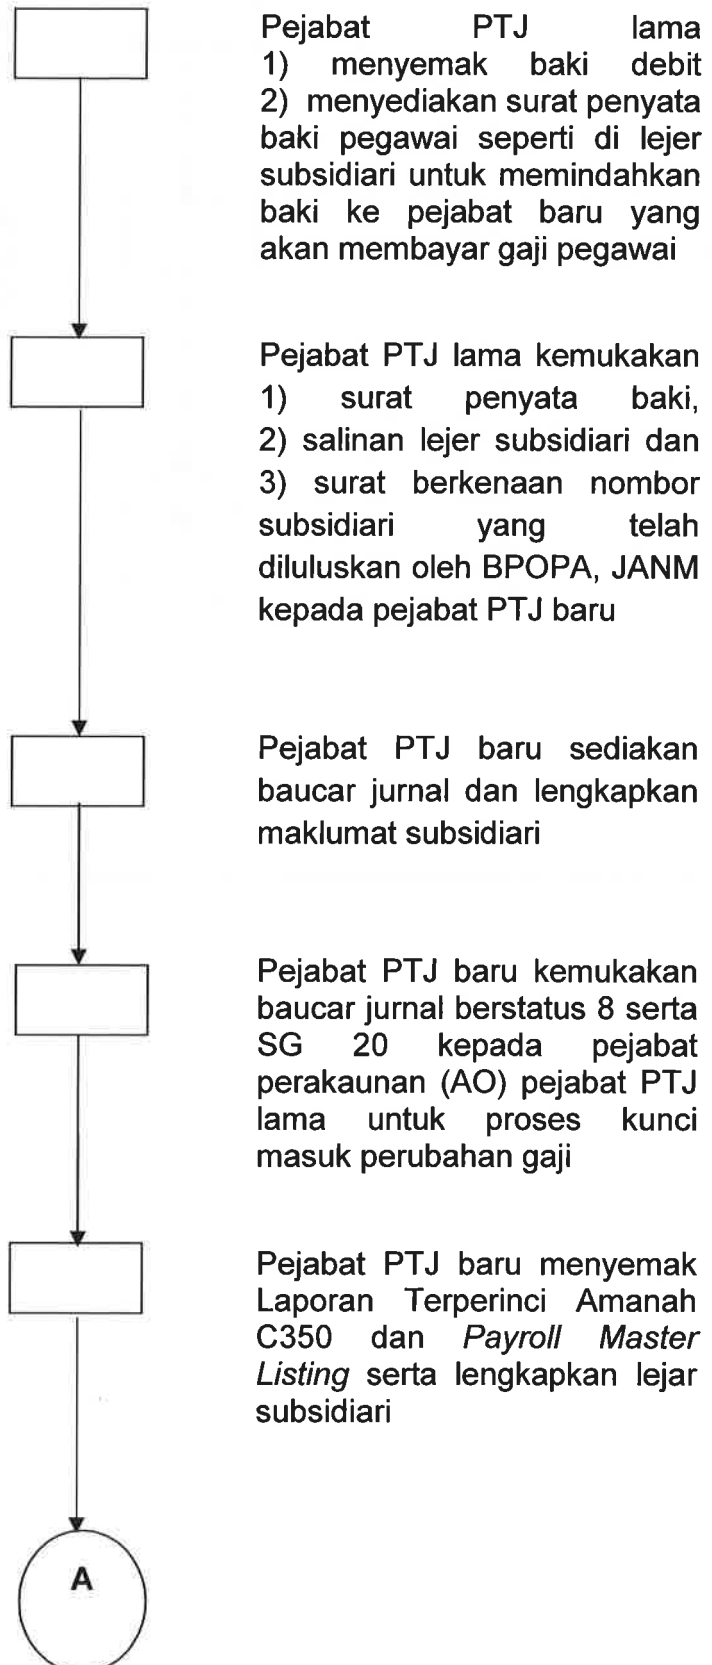 Pejabat PTJ lama
1) menyemak baki debit
2) menyediakan surat penyata
baki pegawai seperti di lejer
subsidiari untuk memindahkan
baki ke pejabat baru yang
akan membayar gaji pegawai
Pejabat PTJ lama kemukakan
1) surat penyata baki,
2) salinan lejer subsidiari dan
3) surat berkenaan nombor
subsidiari yang telah
diluluskan oleh BPOPA, JANM
kepada pejabat PTJ baru
Pejabat PTJ baru sediakan
baucar jurnal dan lengkapkan
maklumat subsidiari
Pejabat PTJ baru kemukakan
baucar jurnal berstatus 8 serta
SG 20 kepada pejabat
perakaunan (AO) pejabat PTJ
lama untuk proses kunci
masuk perubahan gaji
Pejabat PTJ baru menyemak
Laporan Terperinci Amanah
C350 dan Payroll Master
Listing serta lengkapkan lejar
subsidiari
A